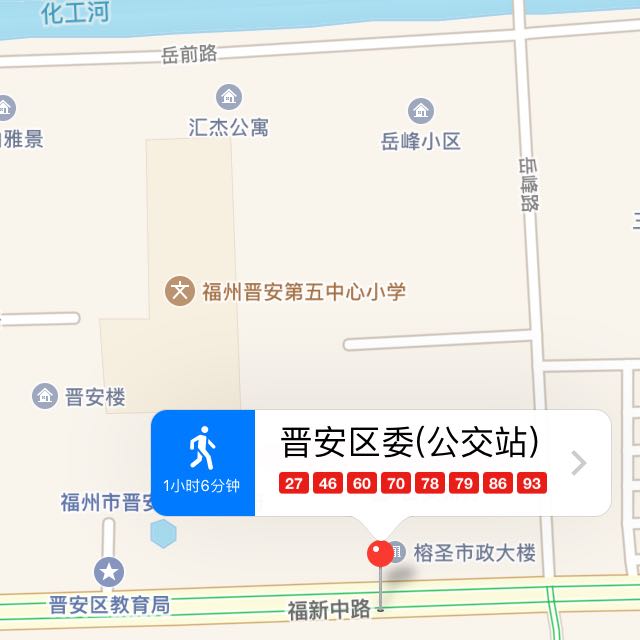 化工河
岳前路
汇杰公寓
雅景
岳峰小区
岳峰路
福州晋安第五中心小学
晋安楼
晋安区委(公交站)
1小时6分钟
27 46 60 70 78 79 86 93
福州市晋安
榕圣市政大楼
晋安区教育局
福新中路